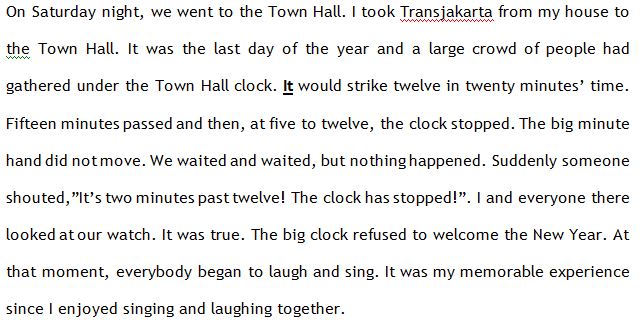 On Saturday night, we went to the Town Hall. I took Transjakarta from my house to
the Town Hall. It was the last day of the year and a large crowd of people had
gathered under the Town Hall clock. It would strike twelve in twenty minutes’ time.
Fifteen minutes passed and then, at five to twelve, the clock stopped. The big minute
hand did not move. We waited and waited, but nothing happened. Suddenly someone
shouted,”It’s two minutes past twelve! The clock has stopped!”. I and everyone there
looked at our watch. It was true. The big clock refused to welcome the New Year. At
that moment, everybody began to laugh and sing. It was my memorable experience
since I enjoyed singing and laughing together.